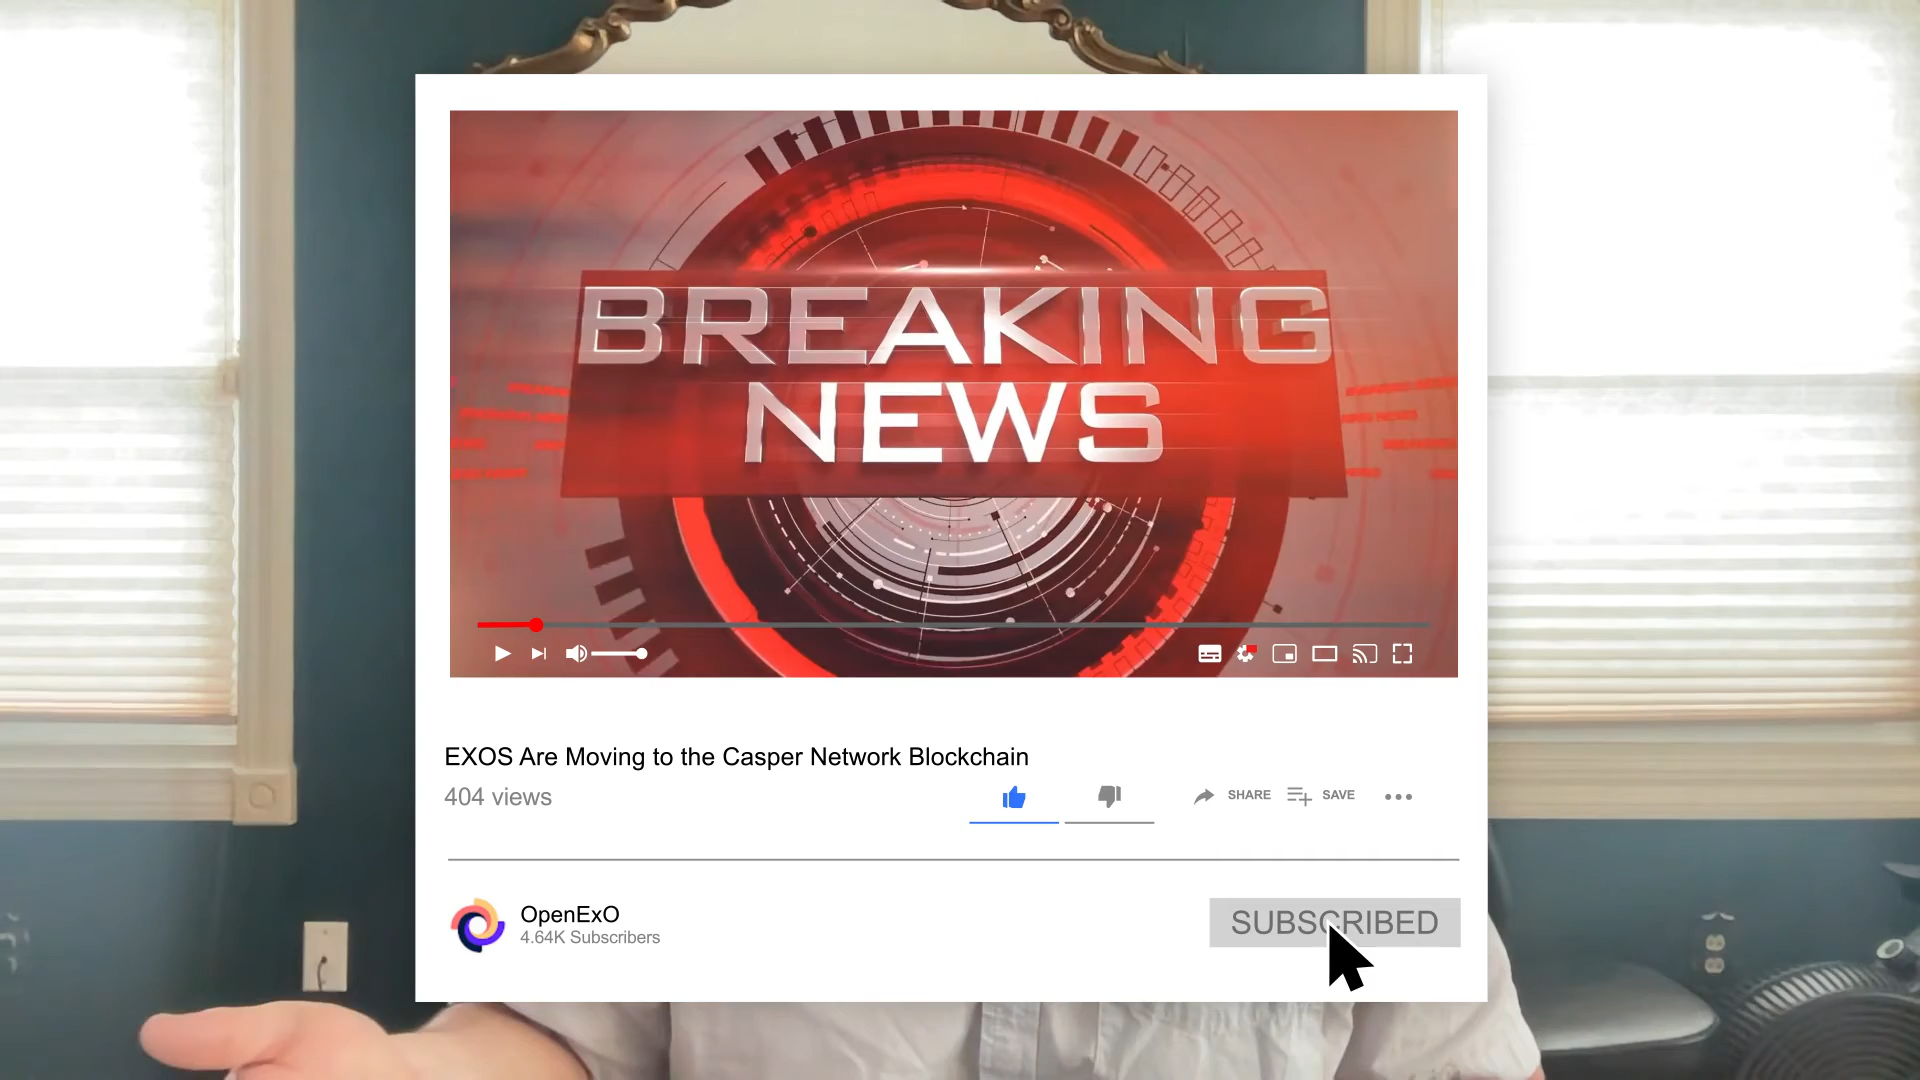 BREAKING
NEWS
EXOS Are Moving to the Casper Network Blockchain
404 views
SHARE
SAVE
OpenExO
4.64K Subscribers
SUBSCRIBED